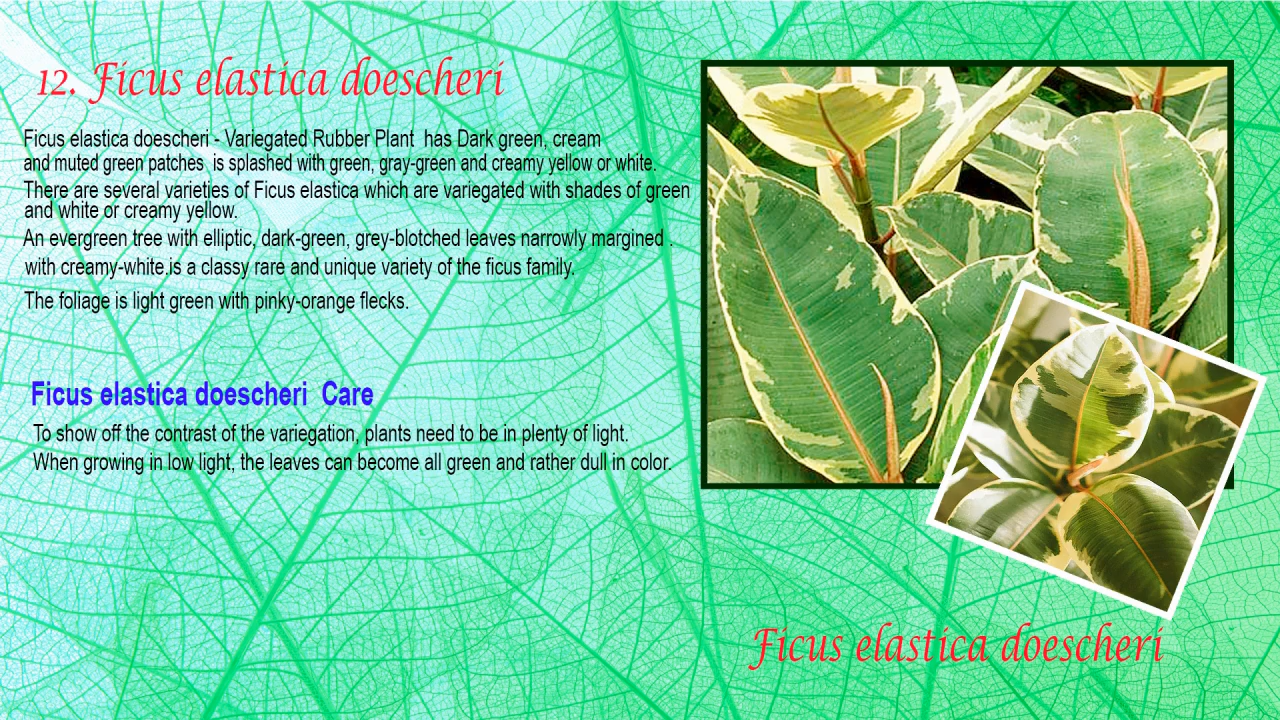 12. Ficus elastica doescheri
Ficus elastica doescheri - Variegated Rubber Plant  has Dark green, cream
and muted green patches  is splashed with green, gray-green and creamy yellow or white.
There are several varieties of Ficus elastica which are variegated with shades of green
and white or creamy yellow.
An evergreen tree with elliptic, dark-green, grey-blotched leaves narrowly margined .
with creamy-white.is a classy rare and unique variety of the ficus family.
The foliage is light green with pinky-orange flecks.
Ficus elastica doescheri  Care
To show off the contrast of the variegation, plants need to be in plenty of light.
When growing in low light, the leaves can become all green and rather dull in color.
Ficus elastica doescheri